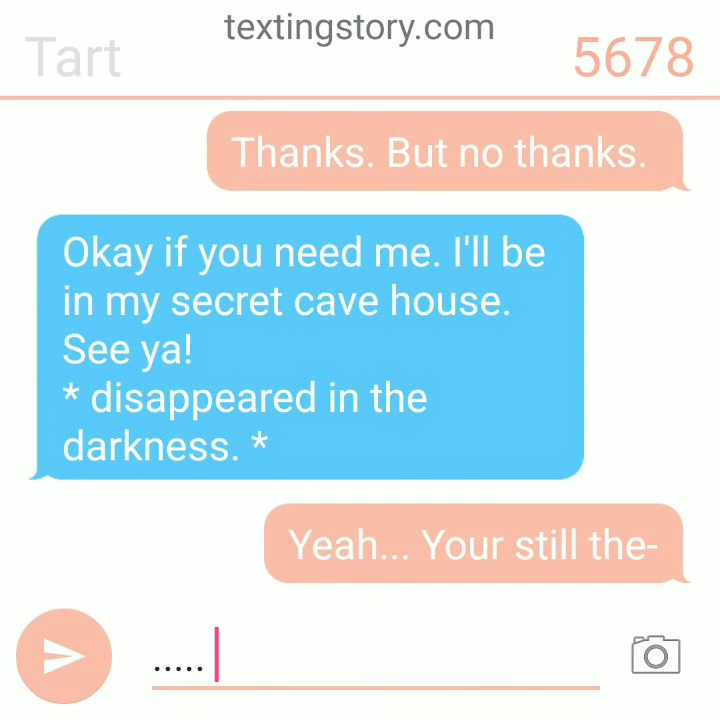 textingstory.com
Tart
5678
Thanks. But no thanks.
Okay if you need me. I'll be
in my secret cave house.
See ya!
* disappeared in the
darkness. *
Yeah... Your still the-
.....